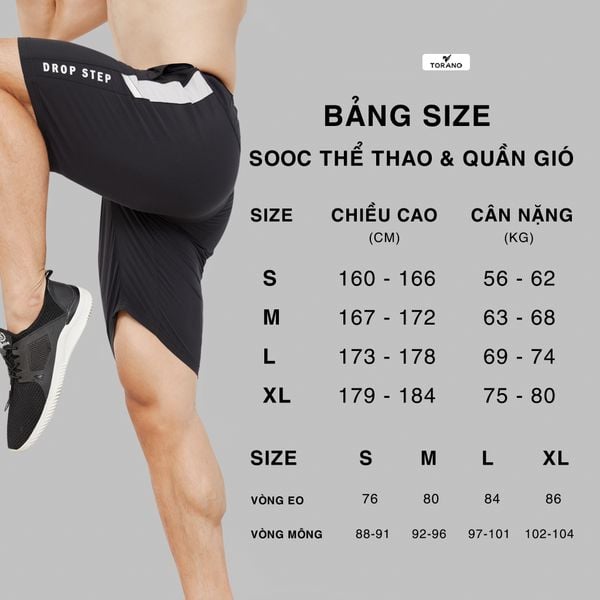 DROP STEP
TORANO
BẢNG SIZE
SOOC THỂ THAO & QUẦN GIÓ
SIZE CHIỀU CAO CÂN NẶNG
(CM) (KG)
S 160 - 166 56 - 62
M 167 - 172 63 - 68
L 173 - 178 69 - 74
XL 179 - 184 75 - 80
SIZE S M L XL
VÒNG EO 76 80 84 86
VÒNG MÔNG 88-91 92-96 97-101 102-104